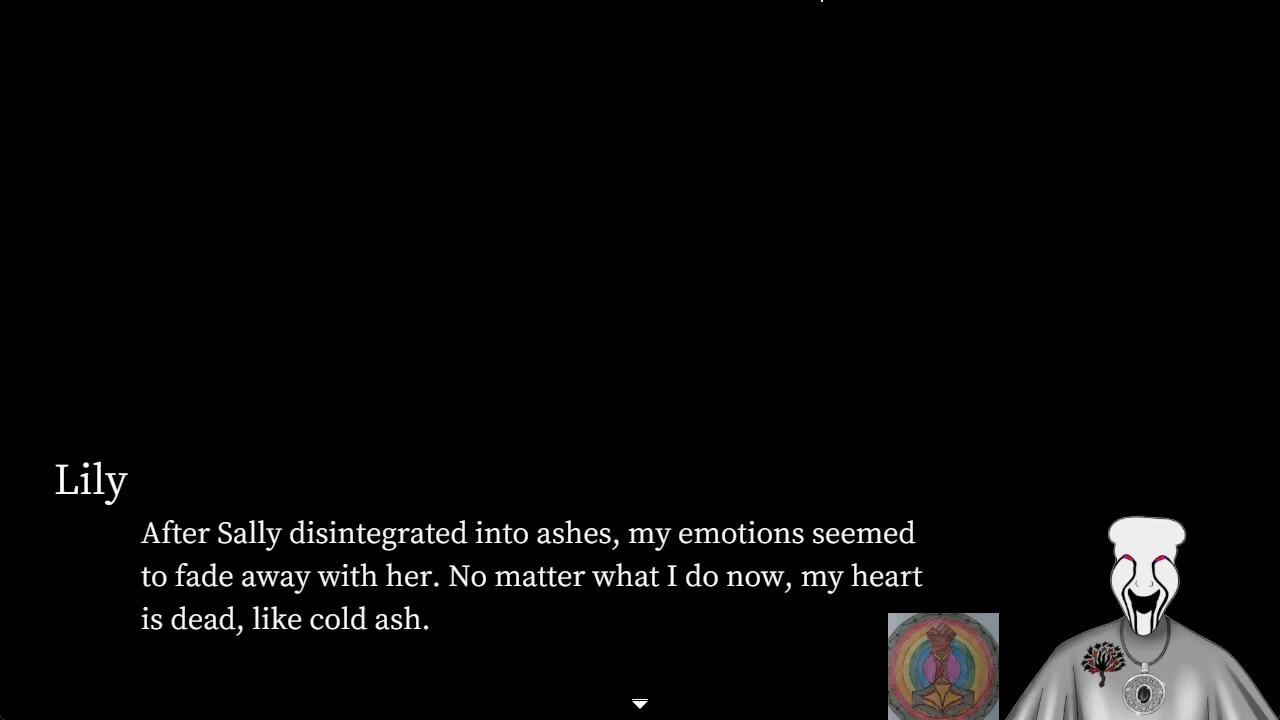 Lily
After Sally disintegrated into ashes, my emotions seemed
to fade away with her. No matter what I do now, my heart
is dead, like cold ash.